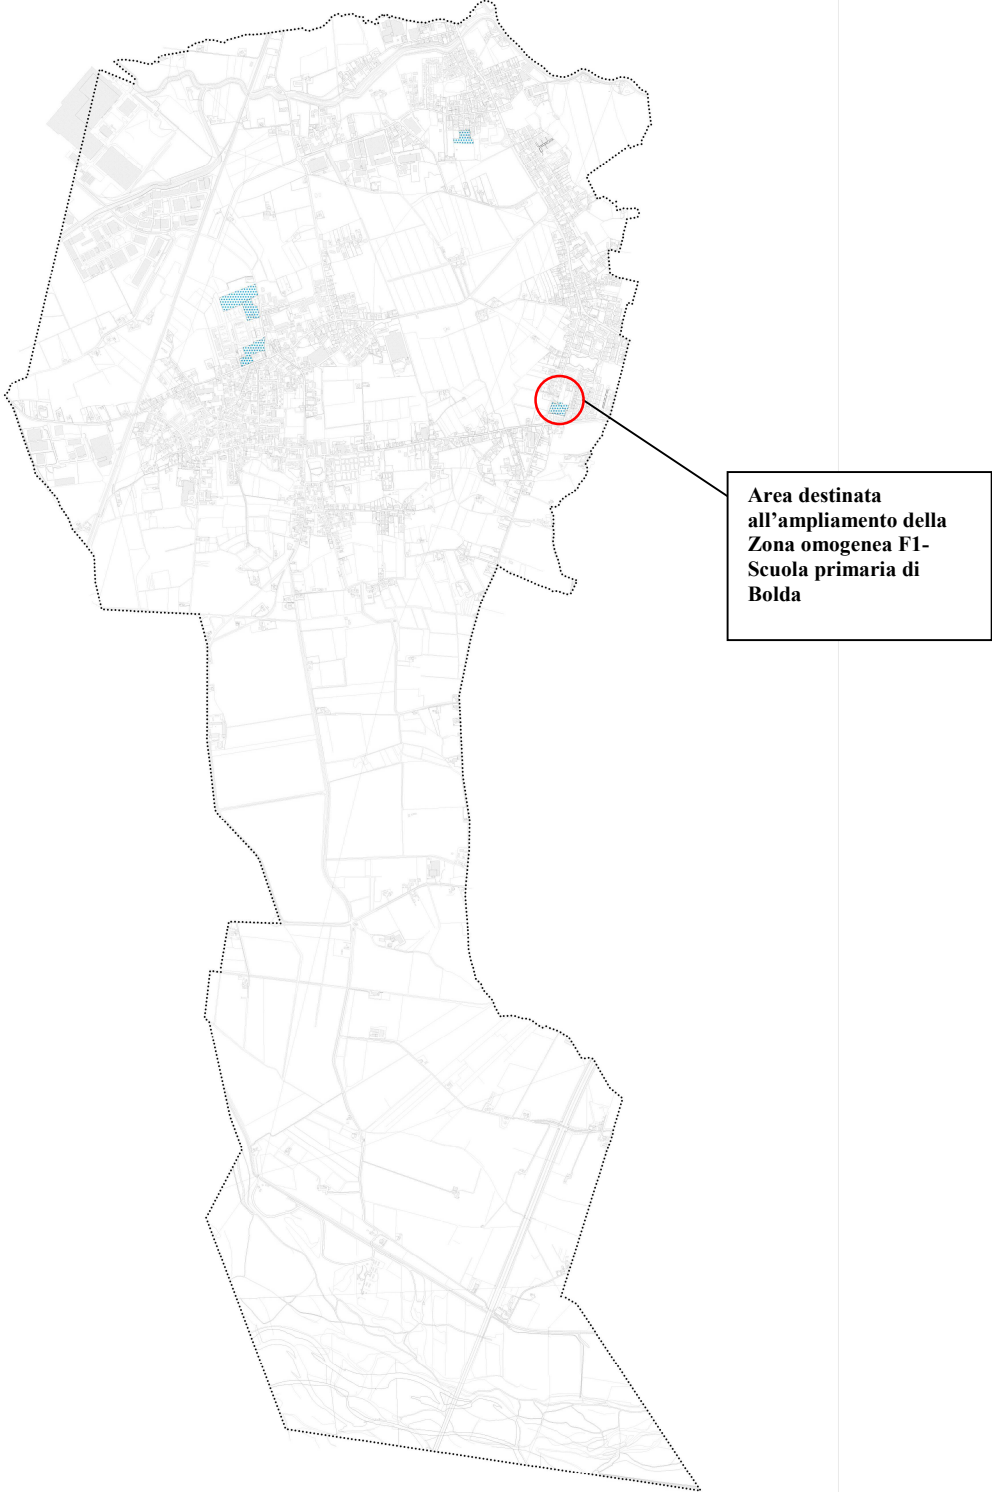 Area destinata
all’ampliamento della
Zona omogenea F1-
Scuola primaria di
Bolda